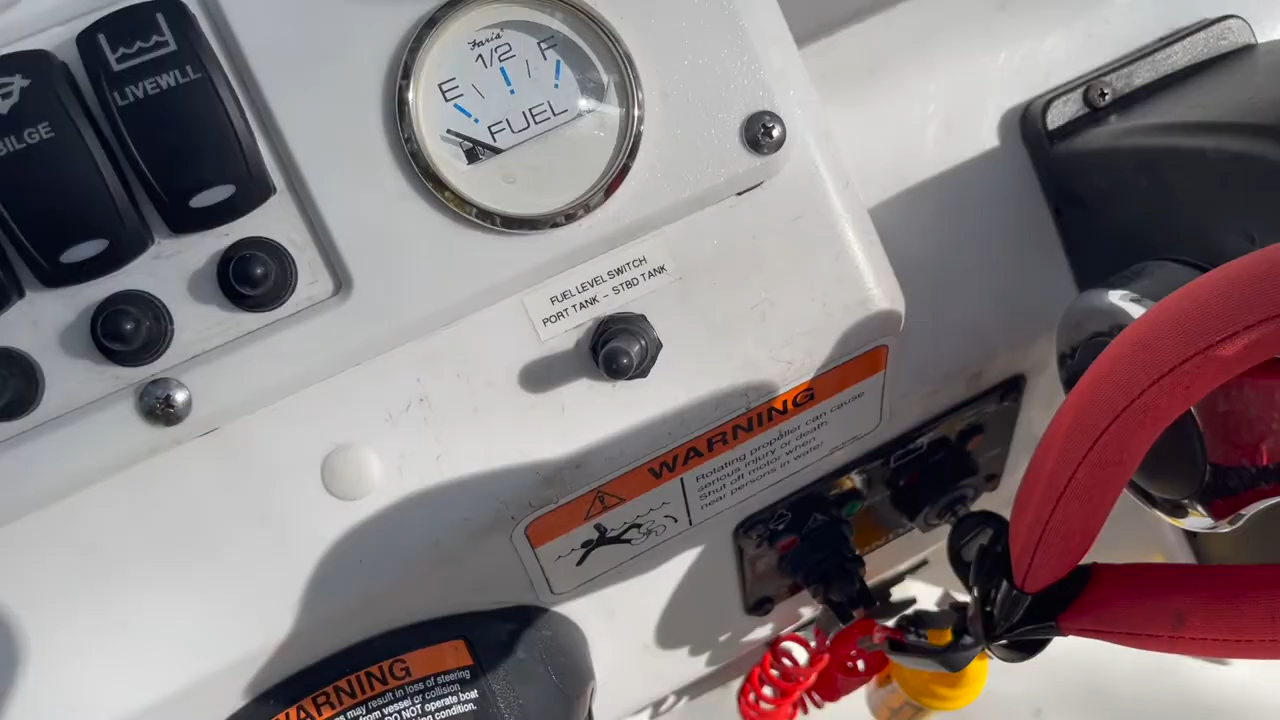 LIVEWLL
BILGE
Faria
1/2
E
F
FUEL
FUEL LEVEL SWITCH
PORT TANK – STBD TANK
WARNING
Rotating propeller can cause
serious injury or death
Shut off motor when
near persons in water
WARNING
may result in loss of steering
from vessel or collision
DO NOT operate boat
condition.